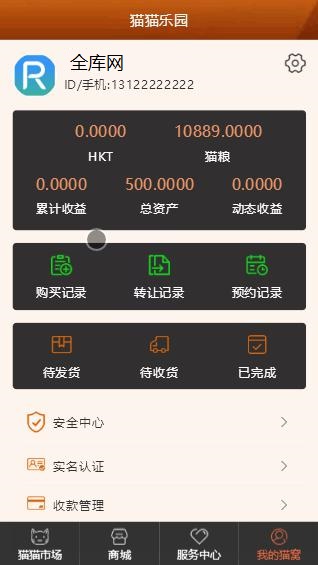 猫猫乐园
R
全库网
ID/手机:13122222222
0.0000 10889.0000
HKT 猫粮
0.0000 500.0000 0.0000
累计收益 总资产 动态收益
购买记录 转让记录 预约记录
待发货 待收货 已完成
安全中心
实名认证
收款管理
猫猫市场 商城 服务中心 我的猫窝